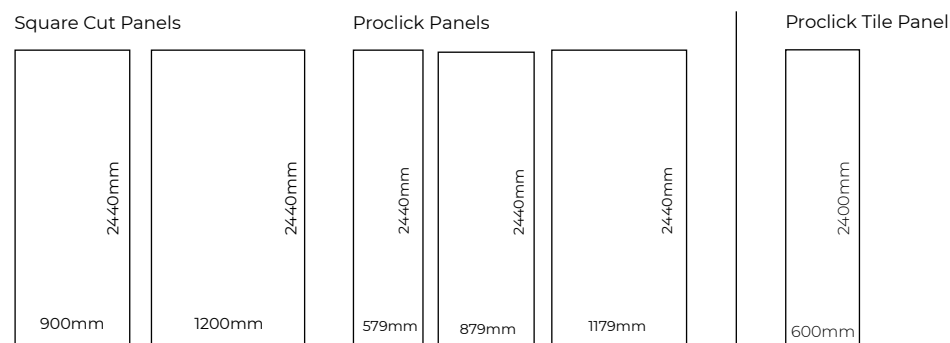 Square Cut Panels
2440mm
900mm
2440mm
1200mm
Proclick Panels
2440mm
579mm
2440mm
879mm
2440mm
1179mm
Proclick Tile Panel
2400mm
600mm